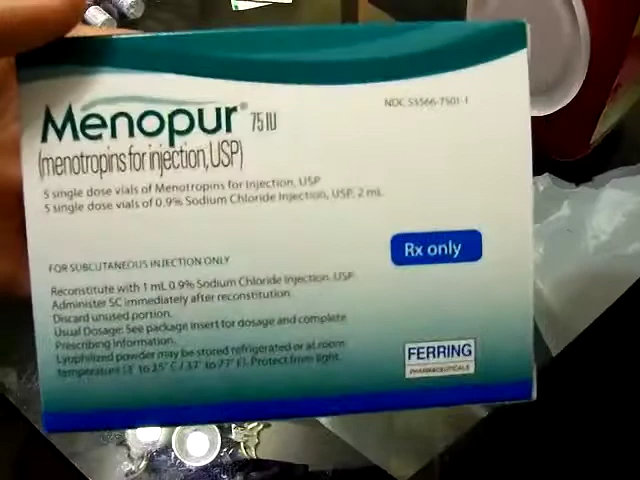 Menopur® 75 IU
(menotropins for injection, USP)
NDC 55566-7501-1
5 single dose vials of Menotropins for Injection, USP
5 single dose vials of 0.9% Sodium Chloride Injection, USP, 2 mL
Rx only
FOR SUBCUTANEOUS INJECTION ONLY
Reconstitute with 1 mL 0.9% Sodium Chloride Injection, USP
Administer SC immediately after reconstitution.
Discard unused portion.
Usual Dosage: See package insert for dosage and complete
Prescribing Information.
Lyophilized powder may be stored refrigerated or at room
temperature (3° to 25° C / 37° to 77° F). Protect from light.
FERRING
PHARMACEUTICALS